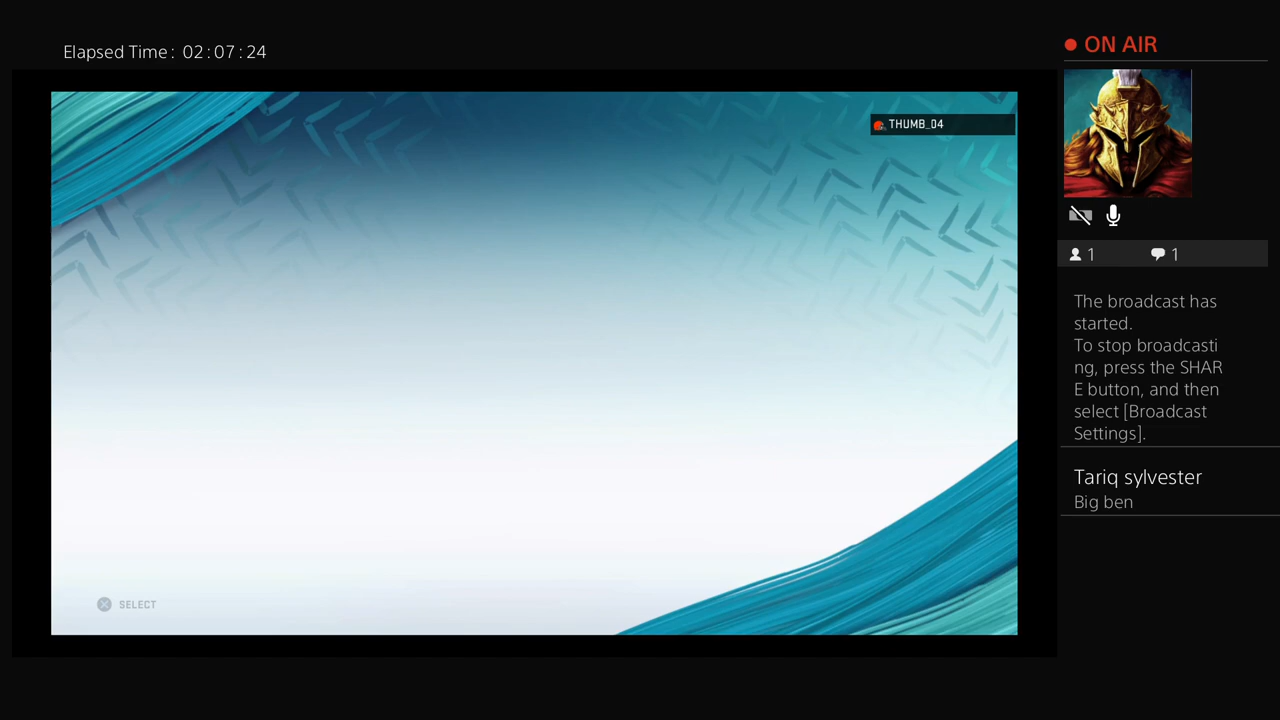 Elapsed Time: 02:07:24
ON AIR
THUMB_04
1 1
The broadcast has
started.
To stop broadcasti
ng, press the SHAR
E button, and then
select [Broadcast
Settings].
Tariq sylvester
Big ben
SELECT